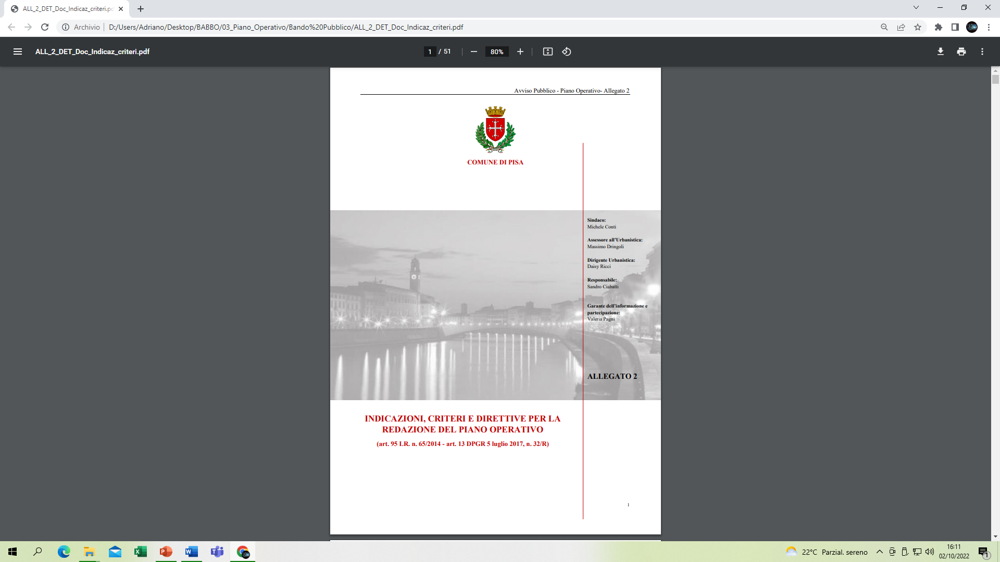 ALL_2_DET_Doc_Indicaz_criteri.pd
Archivio
D:/Users/Adriano/Desktop/BABBO/03_Piano_Operativo/Bando%20Pubblico/ALL_2_DET_Doc_Indicaz_criteri.pdf
ALL_2_DET_Doc_Indicaz_criteri.pdf
1 / 51
80%
Avviso Pubblico - Piano Operativo- Allegato 2
COMUNE DI PISA
Sindaco:
Michele Conti
Assessore all'Urbanistica:
Massimo Dringoli
Dirigente Urbanistica:
Daisy Ricci
Responsabile:
Sandro Ciabatti
Garante dell'informazione e
partecipazione:
Valeria Pagni
ALLEGATO 2
INDICAZIONI, CRITERI E DIRETTIVE PER LA
REDAZIONE DEL PIANO OPERATIVO
(art. 95 LR. n. 65/2014 - art. 13 DPGR 5 luglio 2017, n. 32/R)
1
22°C Parzial. sereno
16:11
02/10/2022
1